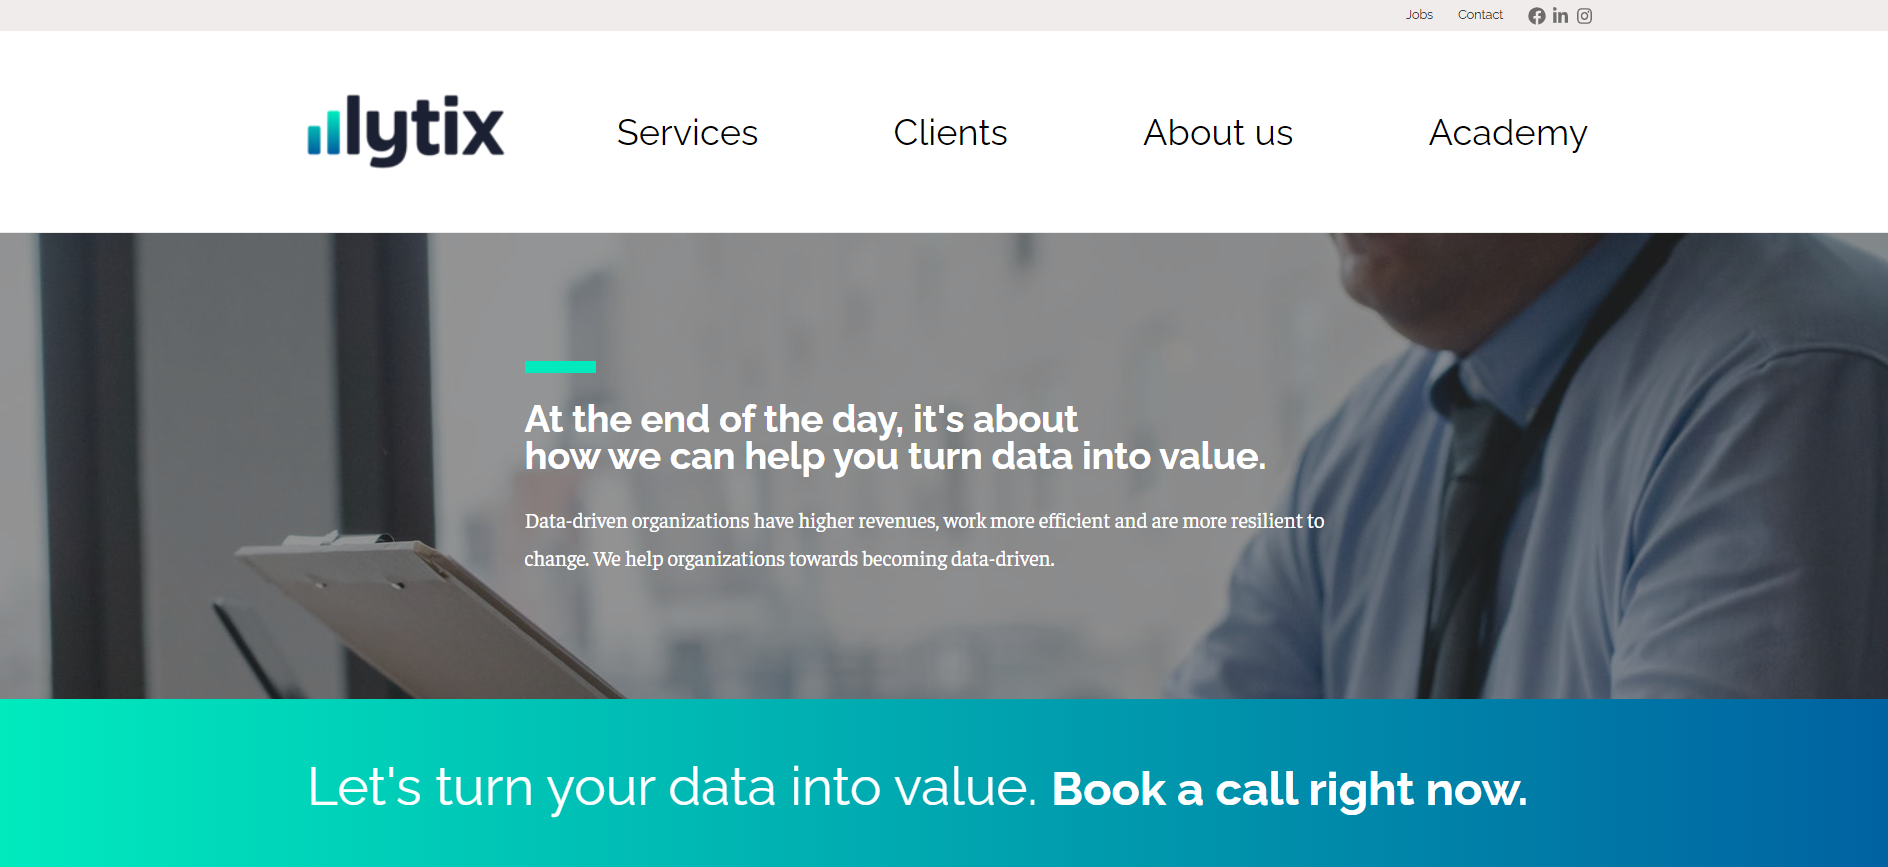 Jobs Contact
lytix
Services Clients About us Academy
At the end of the day, it's about
how we can help you turn data into value.
Data-driven organizations have higher revenues, work more efficient and are more resilient to
change. We help organizations towards becoming data-driven.
Let's turn your data into value. Book a call right now.